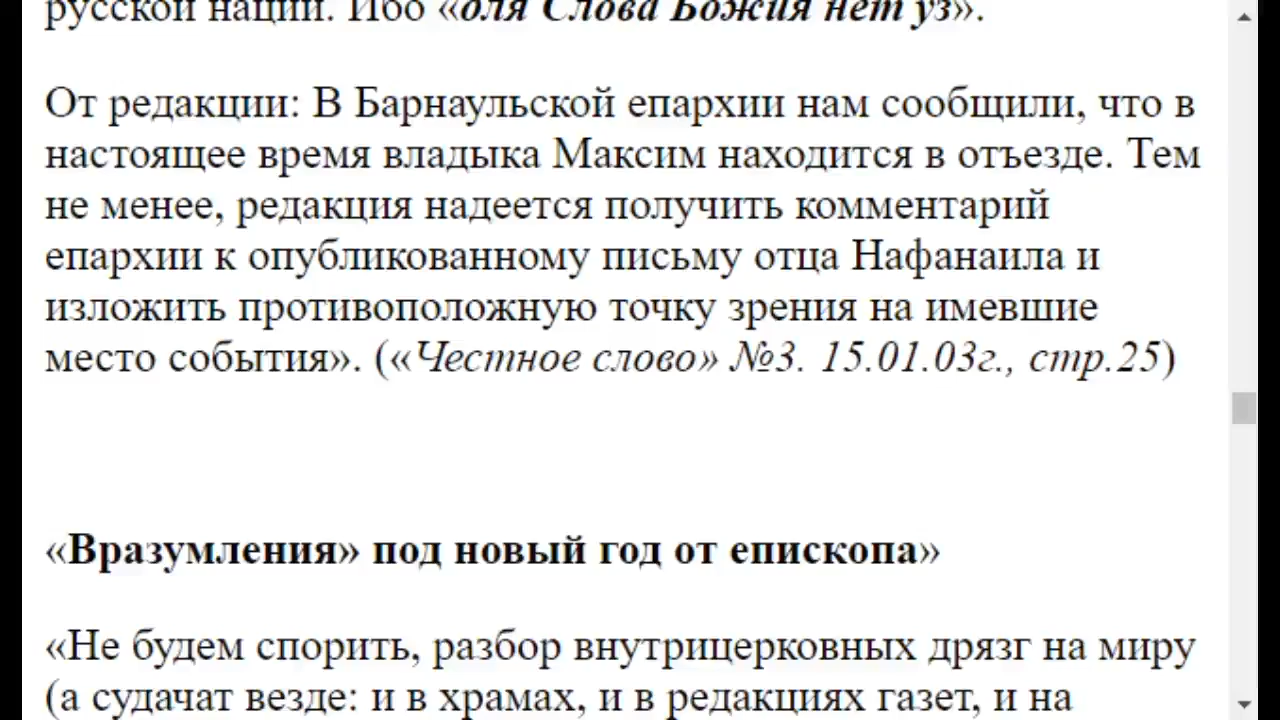 русской нации. Ибо «для Слова Божия нет уз».
От редакции: В Барнаульской епархии нам сообщили, что в
настоящее время владыка Максим находится в отъезде. Тем
не менее, редакция надеется получить комментарий
епархии к опубликованному письму отца Нафанаила и
изложить противоположную точку зрения на имевшие
место события». («Честное слово» №3. 15.01.03г., стр.25)
«Вразумления» под новый год от епископа»
«Не будем спорить, разбор внутрицерковных дрязг на миру
(а судачат везде: и в храмах, и в редакциях газет, и на